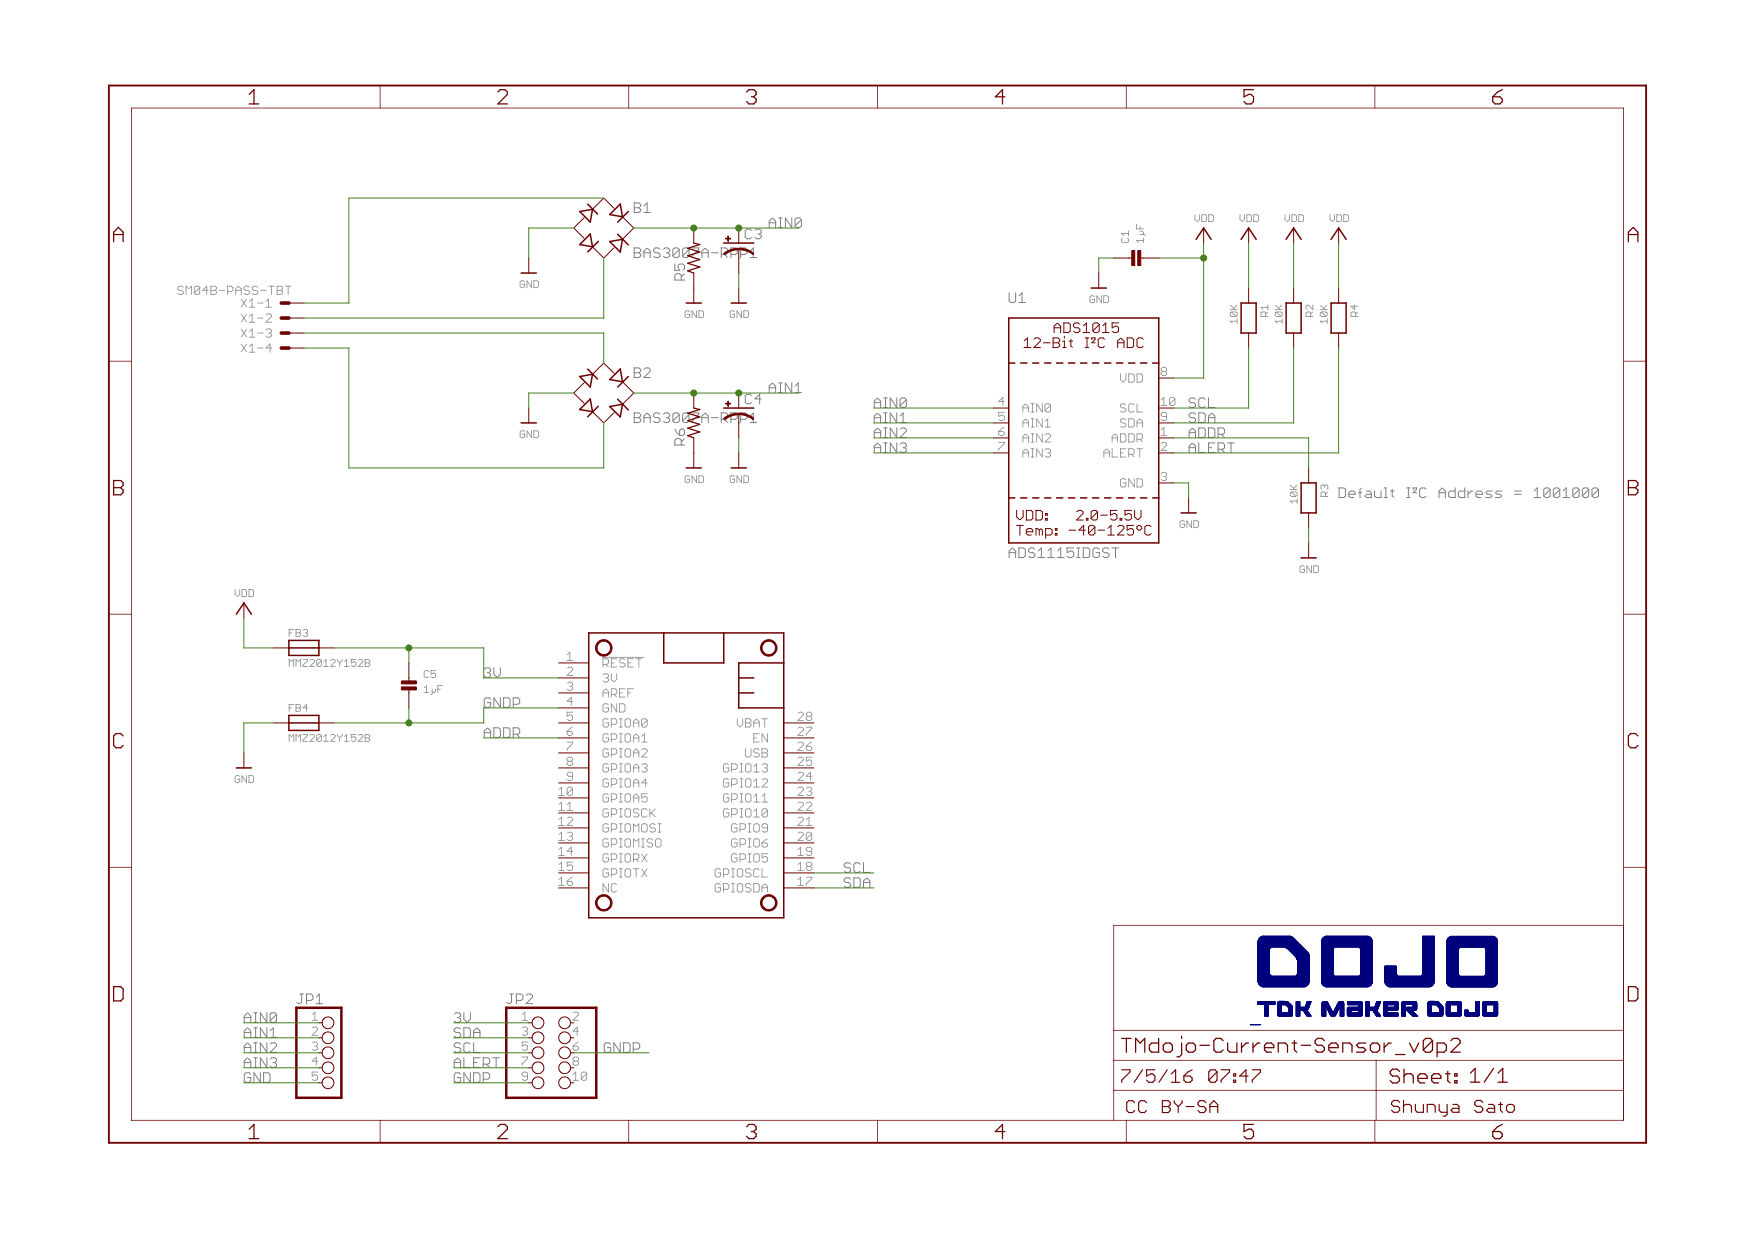 1 2 3 4 5 6
A A
B B
C C
D D
1 2 3 4 5 6
SM04B-PASS-TBT
X1-1
X1-2
X1-3
X1-4
B1
AIN0
C3
R5
GND
GND
GND
B2
AIN1
C4
R6
GND
GND
GND
VDD VDD VDD VDD
C1
1µF
GND
10K R1
10K R2
10K R4
U1
ADS1015
12-Bit I²C ADC
VDD 8
AIN0 4 AIN0 SCL 10 SCL
AIN1 5 AIN1 SDA 9 SDA
AIN2 6 AIN2 ADDR 1 ADDR
AIN3 7 AIN3 ALERT 2 ALERT
GND 3
GND
VDD: 2.0-5.5V
Temp: -40-125°C
ADS1115IDGST
10K R3
Default I²C Address = 1001000
GND
VDD
FB3
MMZ2012Y152B
C5
1µF
FB4
MMZ2012Y152B
GND
1 RESET
3V 2 3V
3 AREF
GNDP 4 GND
5 GPIOA0
ADDR 6 GPIOA1
7 GPIOA2
8 GPIOA3
9 GPIOA4
10 GPIOA5
11 GPIOSCK
12 GPIOMOSI
13 GPIOMISO
14 GPIORX
15 GPIOTX
16 NC
VBAT 28
EN 27
USB 26
GPIO13 25
GPIO12 24
GPIO11 23
GPIO10 22
GPIO9 21
GPIO6 20
GPIO5 19
GPIOSCL 18 SCL
GPIOSDA 17 SDA
JP1
AIN0 1
AIN1 2
AIN2 3
AIN3 4
GND 5
JP2
3V 1 2
SDA 3 4
SCL 5 6 GNDP
ALERT 7 8
GNDP 9 10
DOJO
TDK MAKER DOJO
TMdojo-Current-Sensor_v0p2
7/5/16 07:47
Sheet: 1/1
CC BY-SA
Shunya Sato